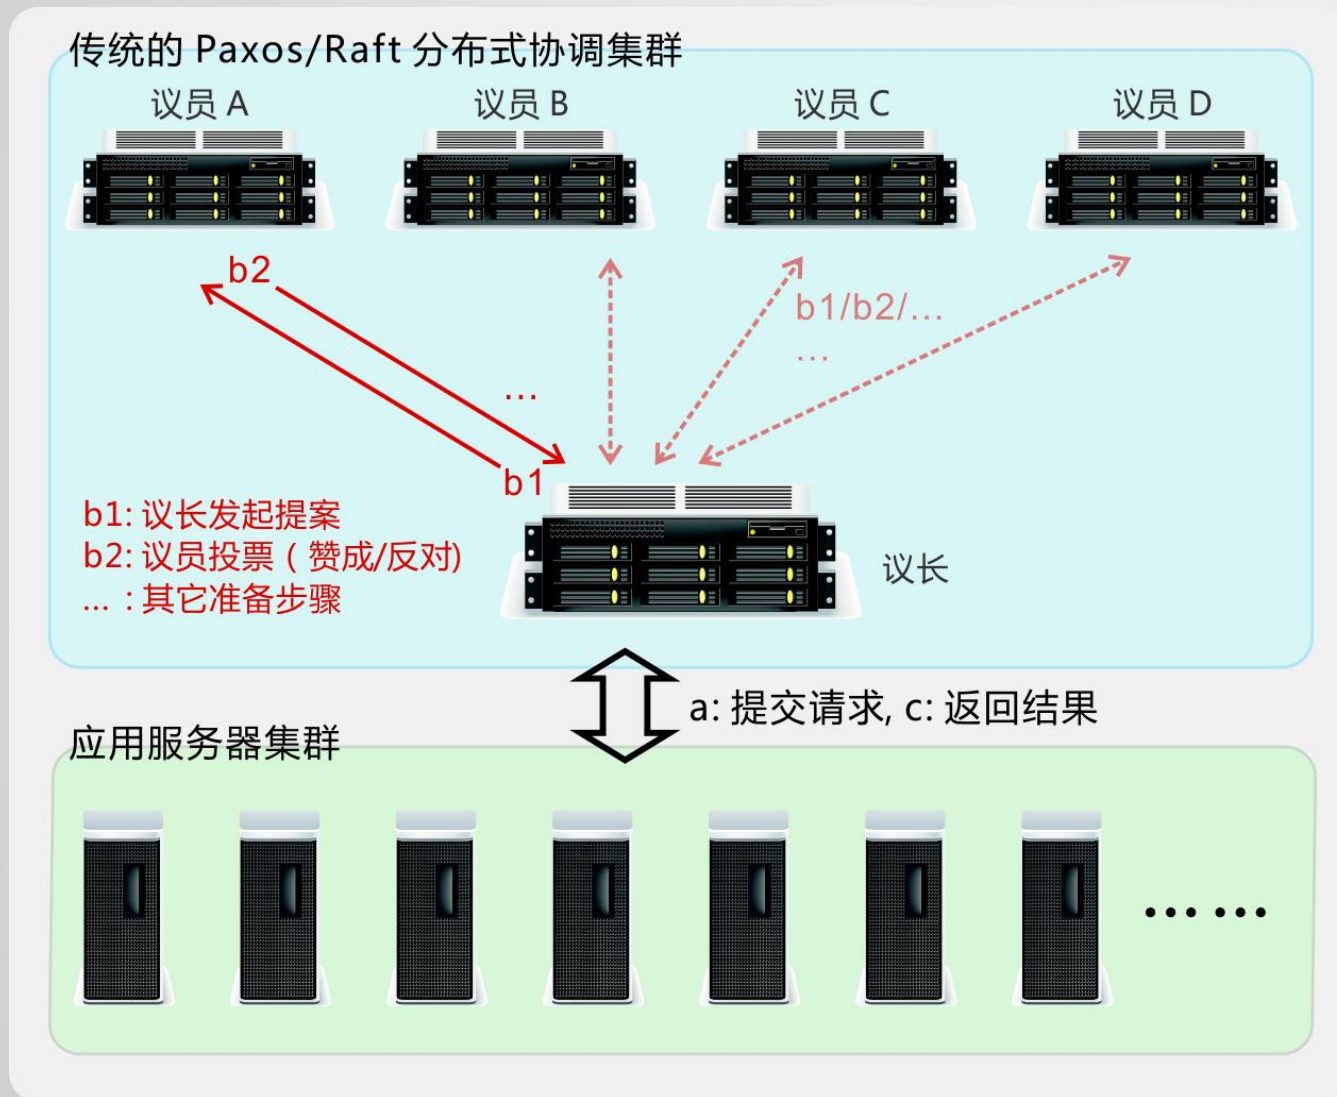 传统的 Paxos/Raft 分布式协调集群
议员 A
议员 B
议员 C
议员 D
b2
b1/b2/...
...
...
b1
b1: 议长发起提案
b2: 议员投票 ( 赞成/反对)
... : 其它准备步骤
议长
a: 提交请求, c: 返回结果
应用服务器集群
... ...